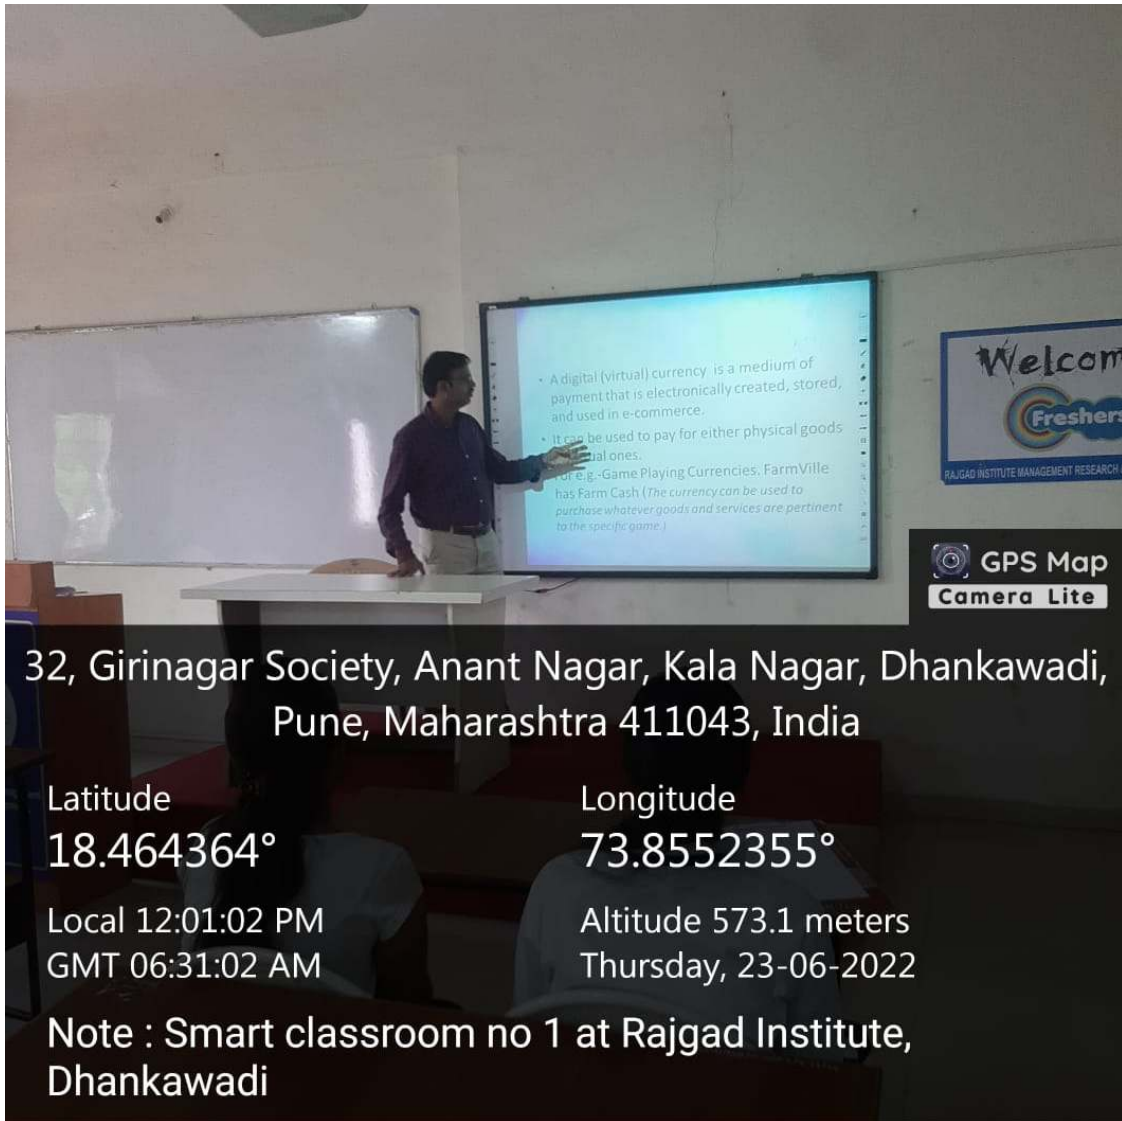 • A digital (virtual) currency is a medium of
payment that is electronically created, stored,
and used in e-commerce.
• It can be used to pay for either physical goods
ual ones.
e.g.-Game Playing Currencies. FarmVille
has Farm Cash (The currency can be used to
purchase whatever goods and services are pertinent
to the specific game.)
Welcom
Freshers
RAJGAD INSTITUTE MANAGEMENT RESEARCH
GPS Map
Camera Lite
32, Girinagar Society, Anant Nagar, Kala Nagar, Dhankawadi,
Pune, Maharashtra 411043, India
Latitude
18.464364°
Longitude
73.8552355°
Local 12:01:02 PM
GMT 06:31:02 AM
Altitude 573.1 meters
Thursday, 23-06-2022
Note : Smart classroom no 1 at Rajgad Institute,
Dhankawadi